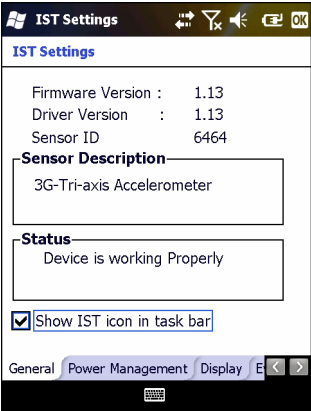 IST Settings OK
IST Settings
Firmware Version : 1.13
Driver Version : 1.13
Sensor ID 6464
Sensor Description
3G-Tri-axis Accelerometer
Status
Device is working Properly
Show IST icon in task bar
General Power Management Display E